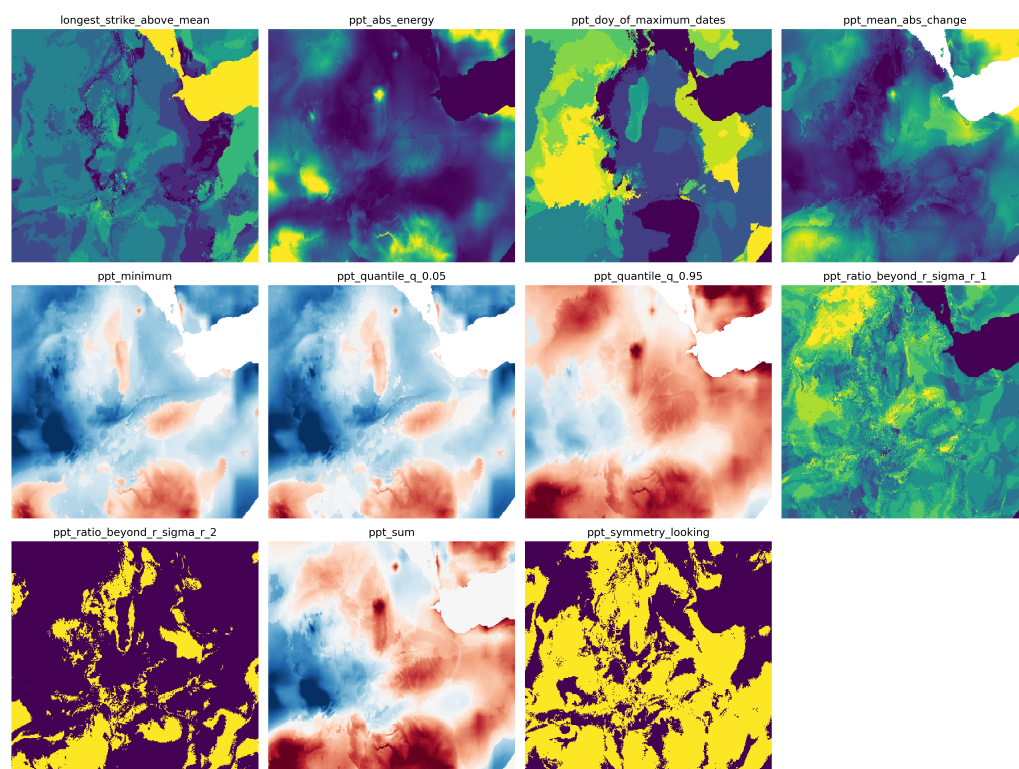 longest_strike_above_mean
ppt_abs_energy
ppt_doy_of_maximum_dates
ppt_mean_abs_change
ppt_minimum
ppt_quantile_q_0.05
ppt_quantile_q_0.95
ppt_ratio_beyond_r_sigma_r_1
ppt_ratio_beyond_r_sigma_r_2
ppt_sum
ppt_symmetry_looking